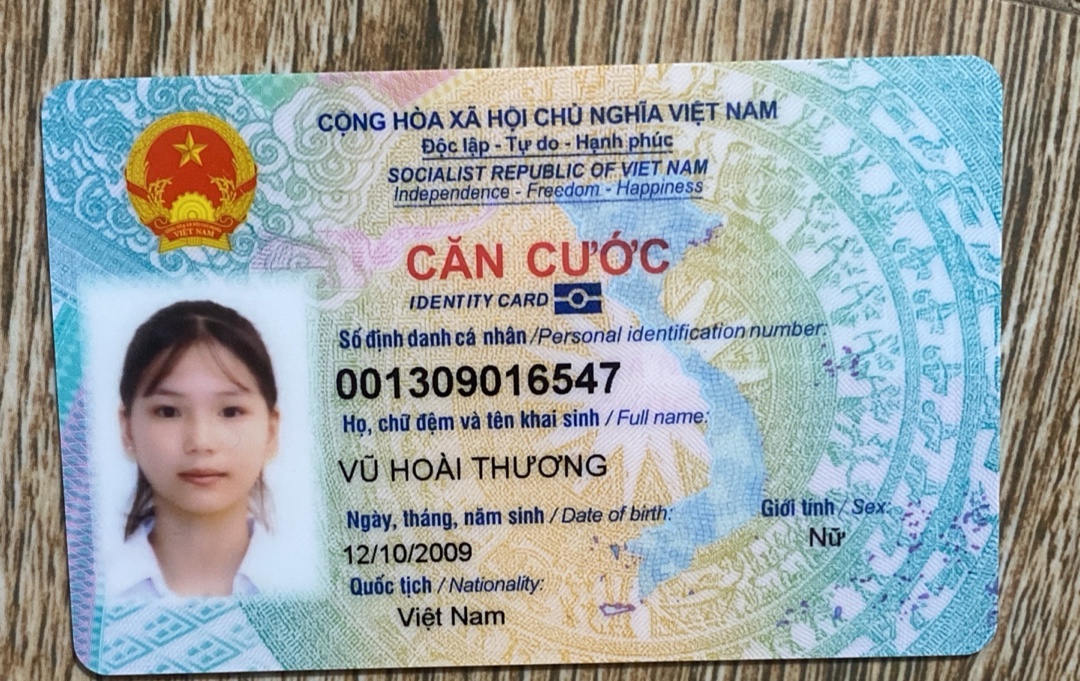 CỘNG HÒA XÃ HỘI CHỦ NGHĨA VIỆT NAM
Độc lập - Tự do - Hạnh phúc
SOCIALIST REPUBLIC OF VIET NAM
Independence - Freedom - Happiness
VIỆT NAM
CĂN CƯỚC
IDENTITY CARD
Số định danh cá nhân /Personal identification number:
001309016547
Họ, chữ đệm và tên khai sinh / Full name:
VŨ HOÀI THƯƠNG
Ngày, tháng, năm sinh / Date of birth:
12/10/2009
Giới tính / Sex:
Nữ
Quốc tịch / Nationality:
Việt Nam